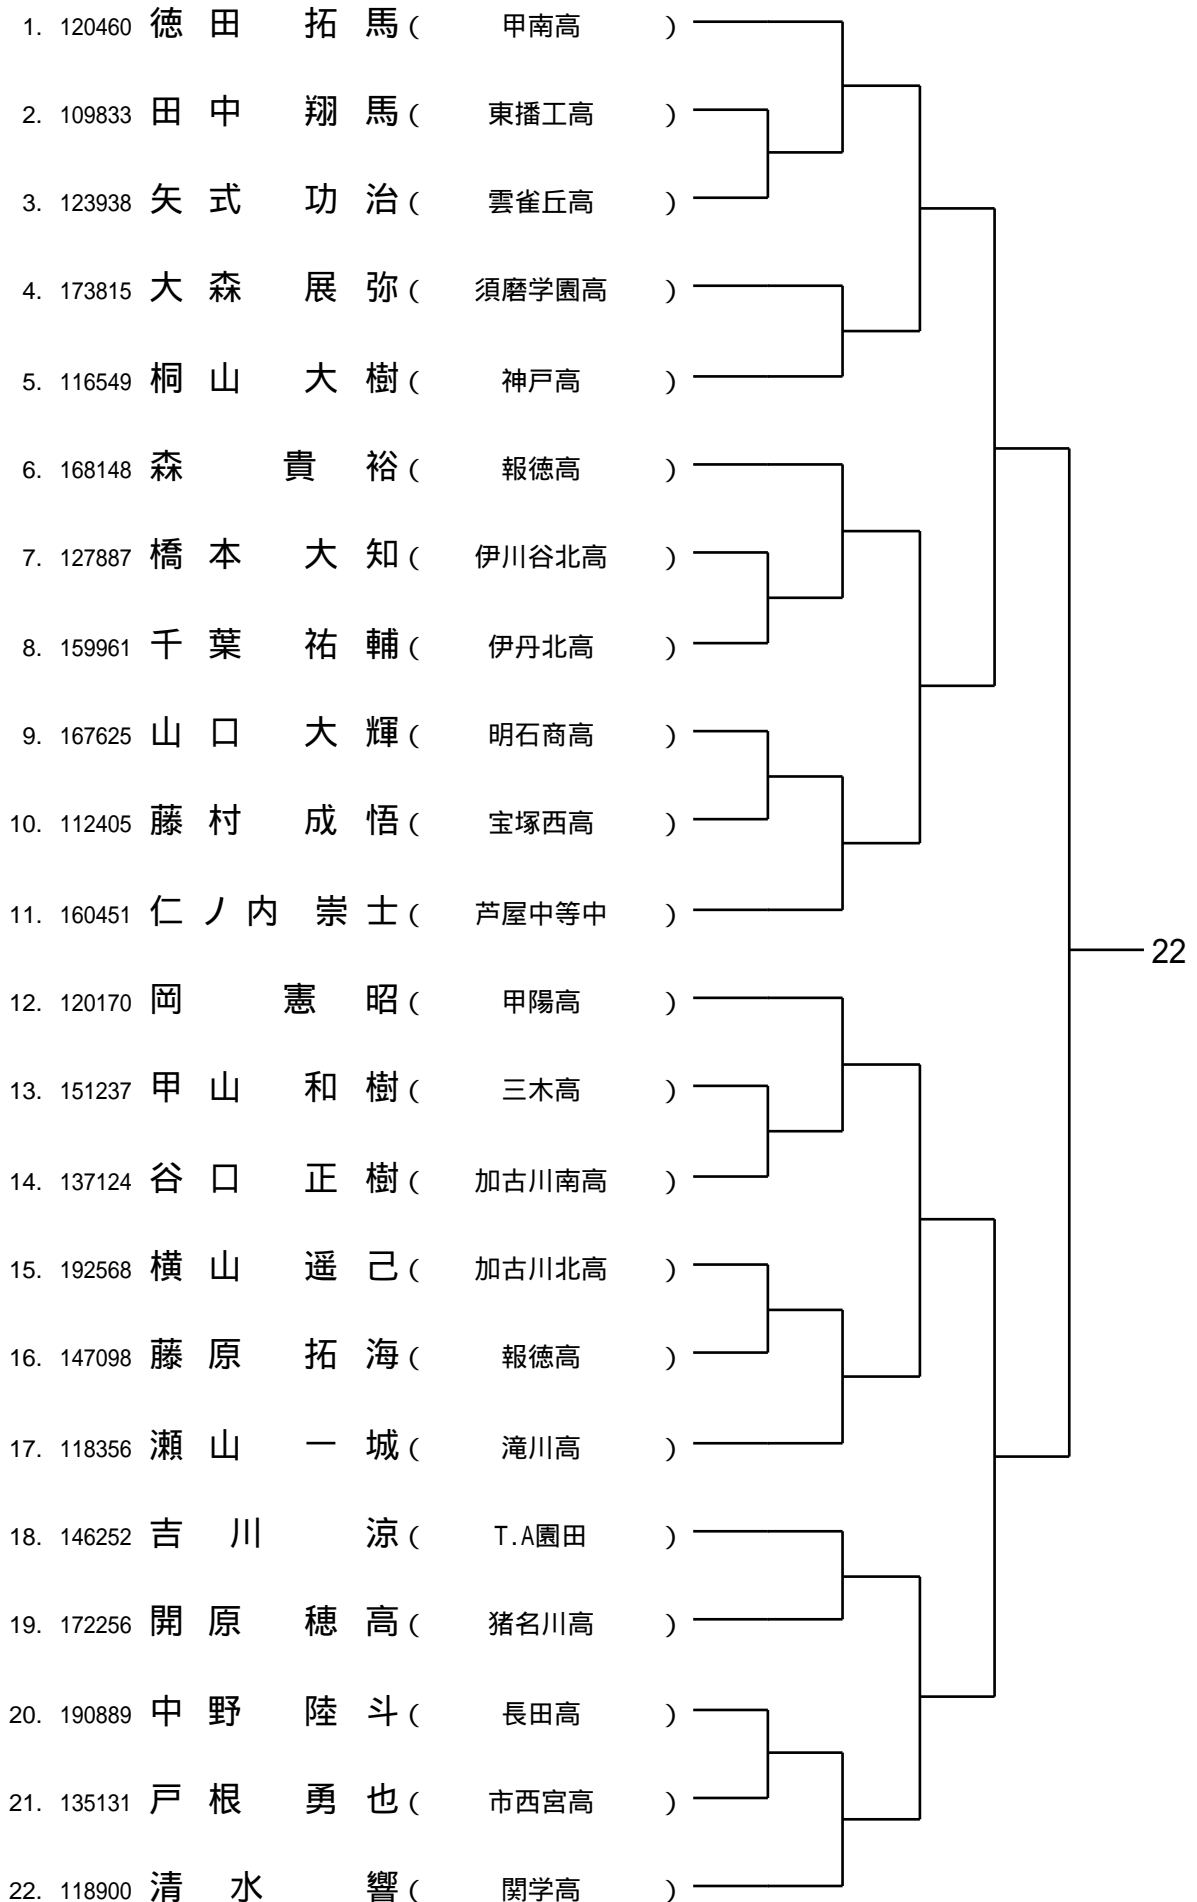 1. 120460 徳田 拓馬 ( 甲南高 )
2. 109833 田中 翔馬 ( 東播工高 )
3. 123938 矢式 功治 ( 雲雀丘高 )
4. 173815 大森 展弥 ( 須磨学園高 )
5. 116549 桐山 大樹 ( 神戸高 )
6. 168148 森 貴裕 ( 報徳高 )
7. 127887 橋本 大知 ( 伊川谷北高 )
8. 159961 千葉 祐輔 ( 伊丹北高 )
9. 167625 山口 大輝 ( 明石商高 )
10. 112405 藤村 成悟 ( 宝塚西高 )
11. 160451 仁ノ内 崇士 ( 芦屋中等中 )
22
12. 120170 岡 憲昭 ( 甲陽高 )
13. 151237 甲山 和樹 ( 三木高 )
14. 137124 谷口 正樹 ( 加古川南高 )
15. 192568 横山 遥己 ( 加古川北高 )
16. 147098 藤原 拓海 ( 報徳高 )
17. 118356 瀬山 一城 ( 滝川高 )
18. 146252 吉川 涼 ( T.A園田 )
19. 172256 開原 穂高 ( 猪名川高 )
20. 190889 中野 陸斗 ( 長田高 )
21. 135131 戸根 勇也 ( 市西宮高 )
22. 118900 清水 響 ( 関学高 )